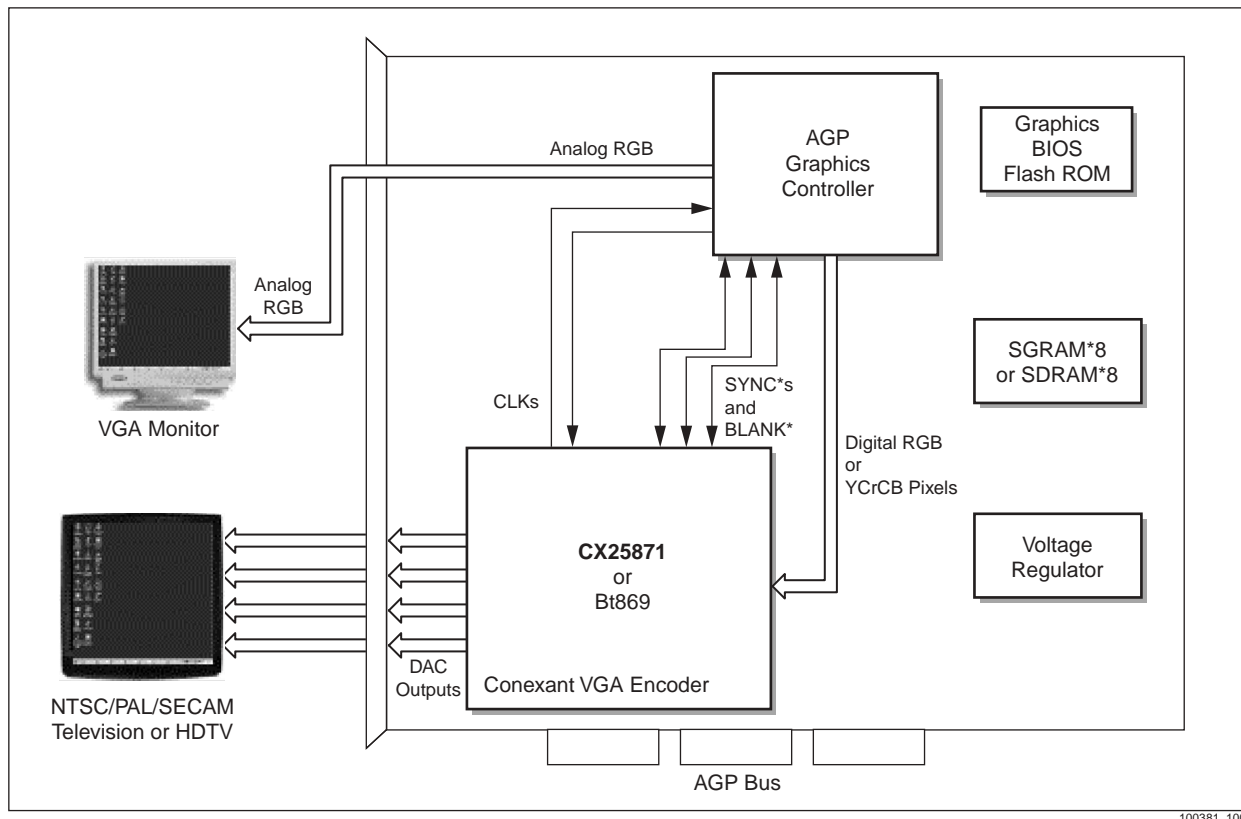 AGP
Graphics
Controller
Graphics
BIOS
Flash ROM
Analog RGB
Analog
RGB
VGA Monitor
CLKs
SYNC*s
and
BLANK*
SGRAM*8
or SDRAM*8
Digital RGB
or
YCrCB Pixels
CX25871
or
Bt869
Conexant VGA Encoder
Voltage
Regulator
DAC
Outputs
NTSC/PAL/SECAM
Television or HDTV
AGP Bus